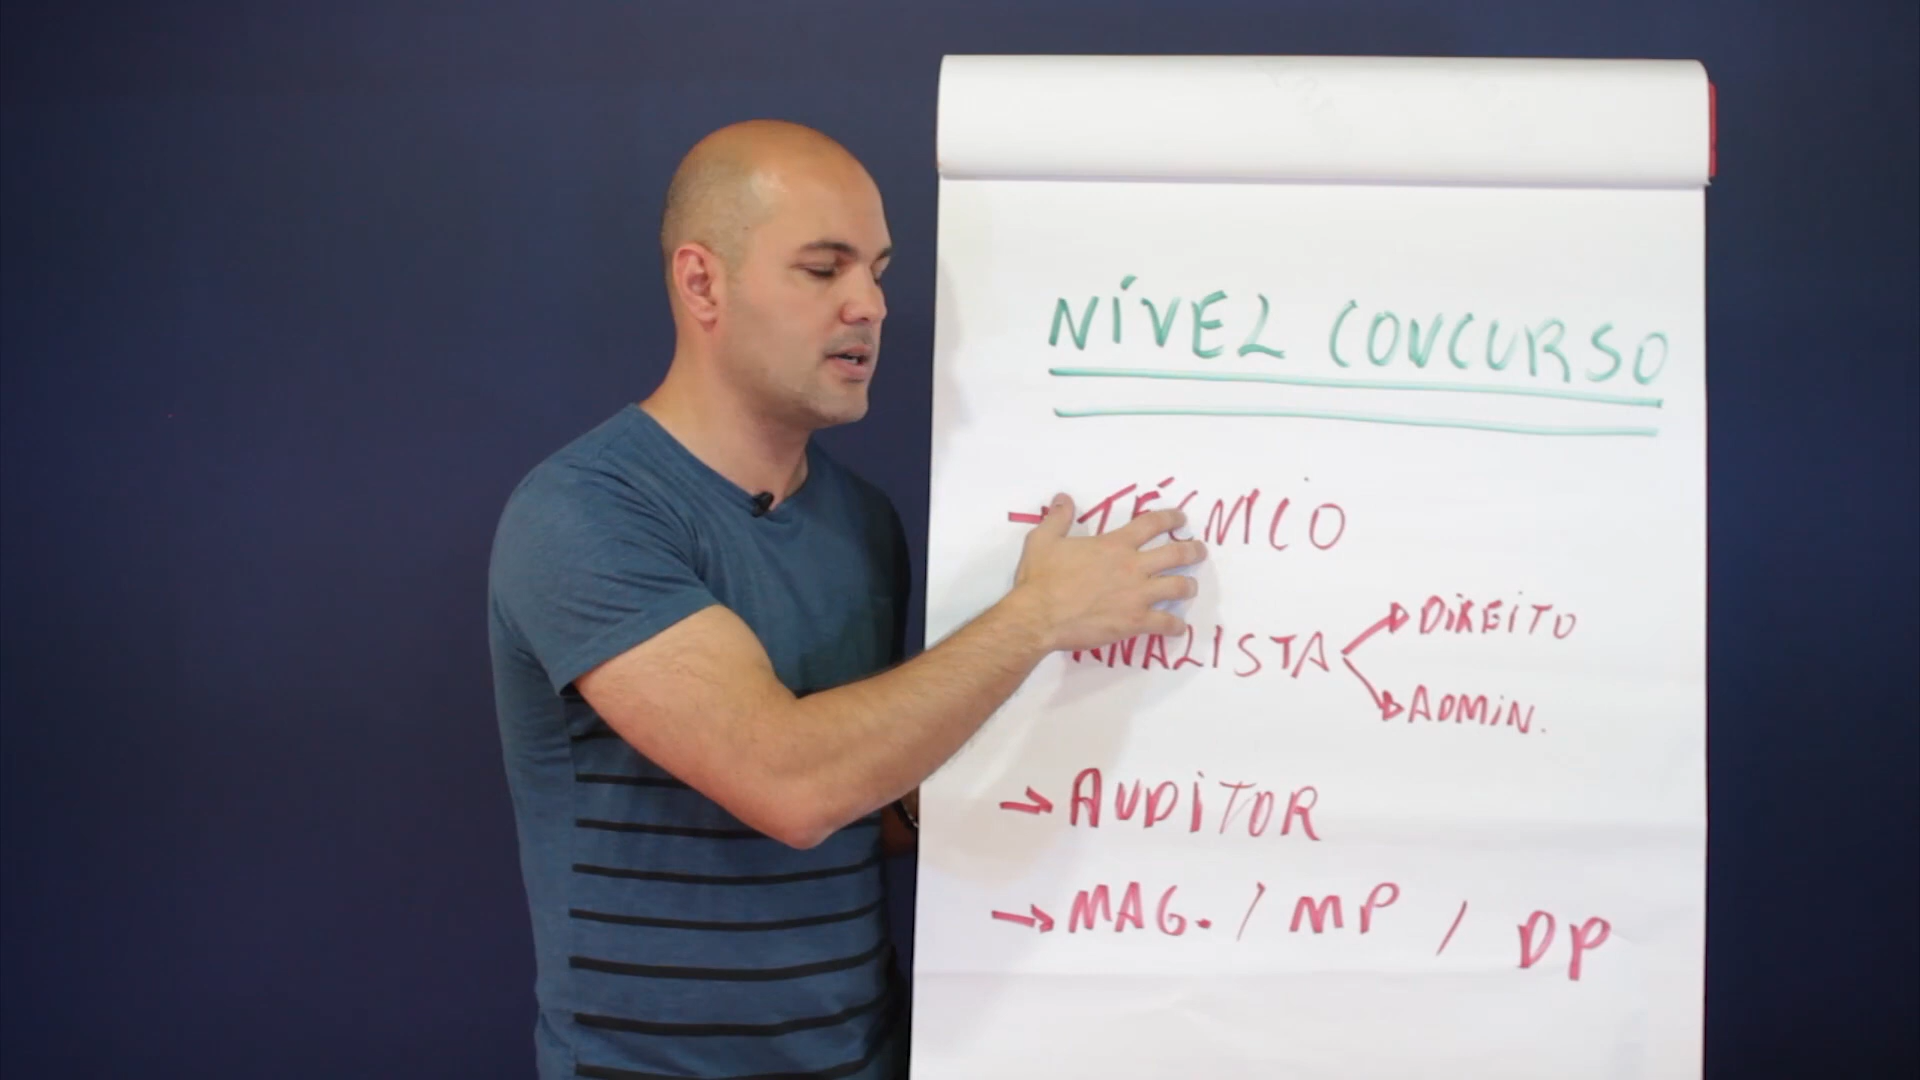 NÍVEL CONCURSO
→ TÉCNICO
ANALISTA
→ DIREITO
→ ADMIN.
→ AUDITOR
→ MAG. / MP / DP